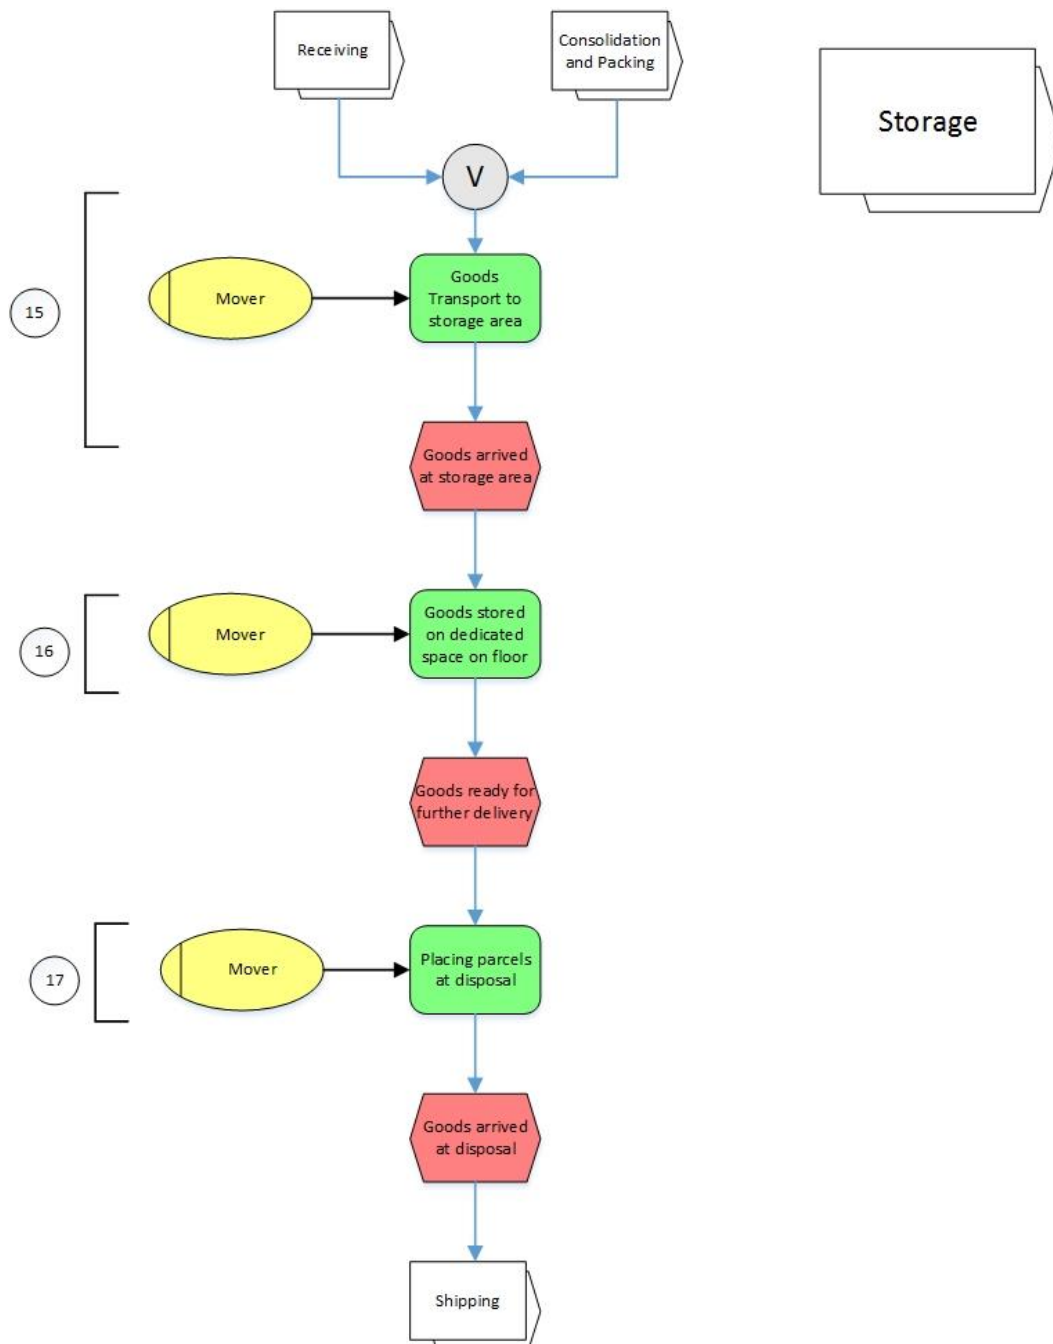 Receiving
Consolidation
and Packing
Storage
V
15
Mover
Goods
Transport to
storage area
Goods arrived
at storage area
16
Mover
Goods stored
on dedicated
space on floor
Goods ready for
further delivery
17
Mover
Placing parcels
at disposal
Goods arrived
at disposal
Shipping